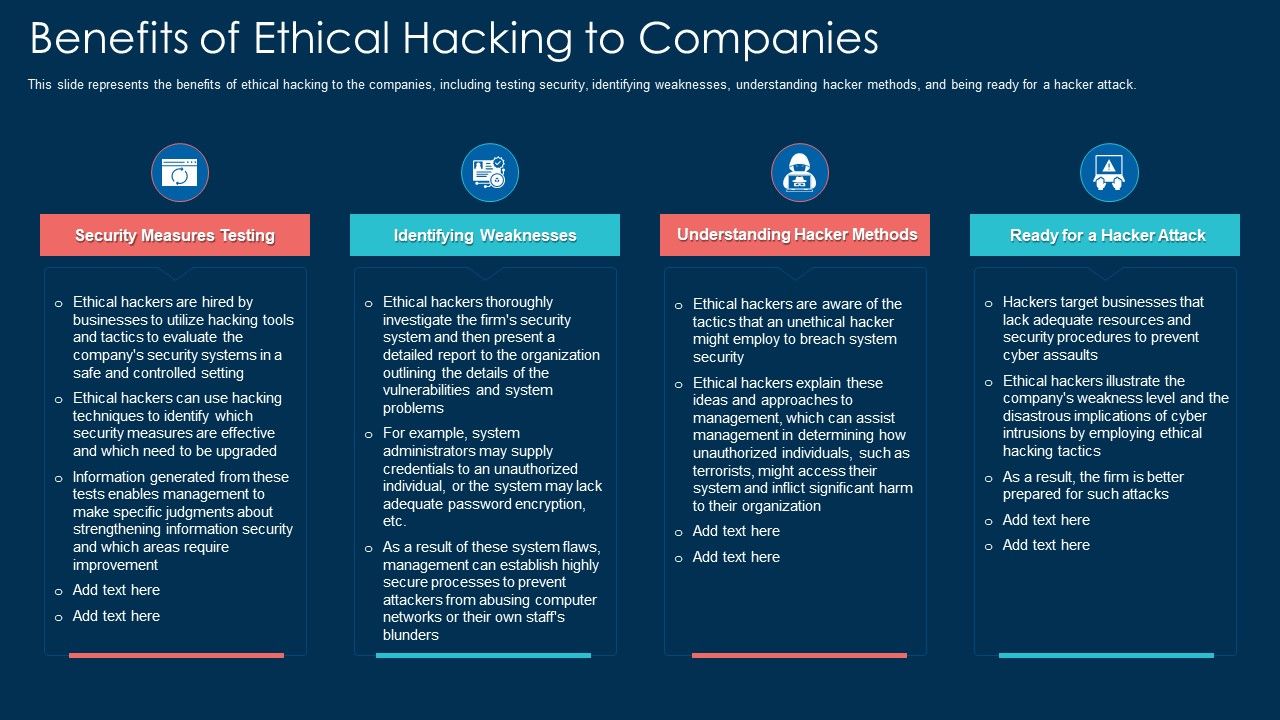 Benefits of Ethical Hacking to Companies
This slide represents the benefits of ethical hacking to the companies, including testing security, identifying weaknesses, understanding hacker methods, and being ready for a hacker attack.
Security Measures Testing
o Ethical hackers are hired by
businesses to utilize hacking tools
and tactics to evaluate the
company's security systems in a
safe and controlled setting
o Ethical hackers can use hacking
techniques to identify which
security measures are effective
and which need to be upgraded
o Information generated from these
tests enables management to
make specific judgments about
strengthening information security
and which areas require
improvement
o Add text here
o Add text here
Identifying Weaknesses
o Ethical hackers thoroughly
investigate the firm's security
system and then present a
detailed report to the organization
outlining the details of the
vulnerabilities and system
problems
o For example, system
administrators may supply
credentials to an unauthorized
individual, or the system may lack
adequate password encryption,
etc.
o As a result of these system flaws,
management can establish highly
secure processes to prevent
attackers from abusing computer
networks or their own staff's
blunders
Understanding Hacker Methods
o Ethical hackers are aware of the
tactics that an unethical hacker
might employ to breach system
security
o Ethical hackers explain these
ideas and approaches to
management, which can assist
management in determining how
unauthorized individuals, such as
terrorists, might access their
system and inflict significant harm
to their organization
o Add text here
o Add text here
Ready for a Hacker Attack
o Hackers target businesses that
lack adequate resources and
security procedures to prevent
cyber assaults
o Ethical hackers illustrate the
company's weakness level and the
disastrous implications of cyber
intrusions by employing ethical
hacking tactics
o As a result, the firm is better
prepared for such attacks
o Add text here
o Add text here